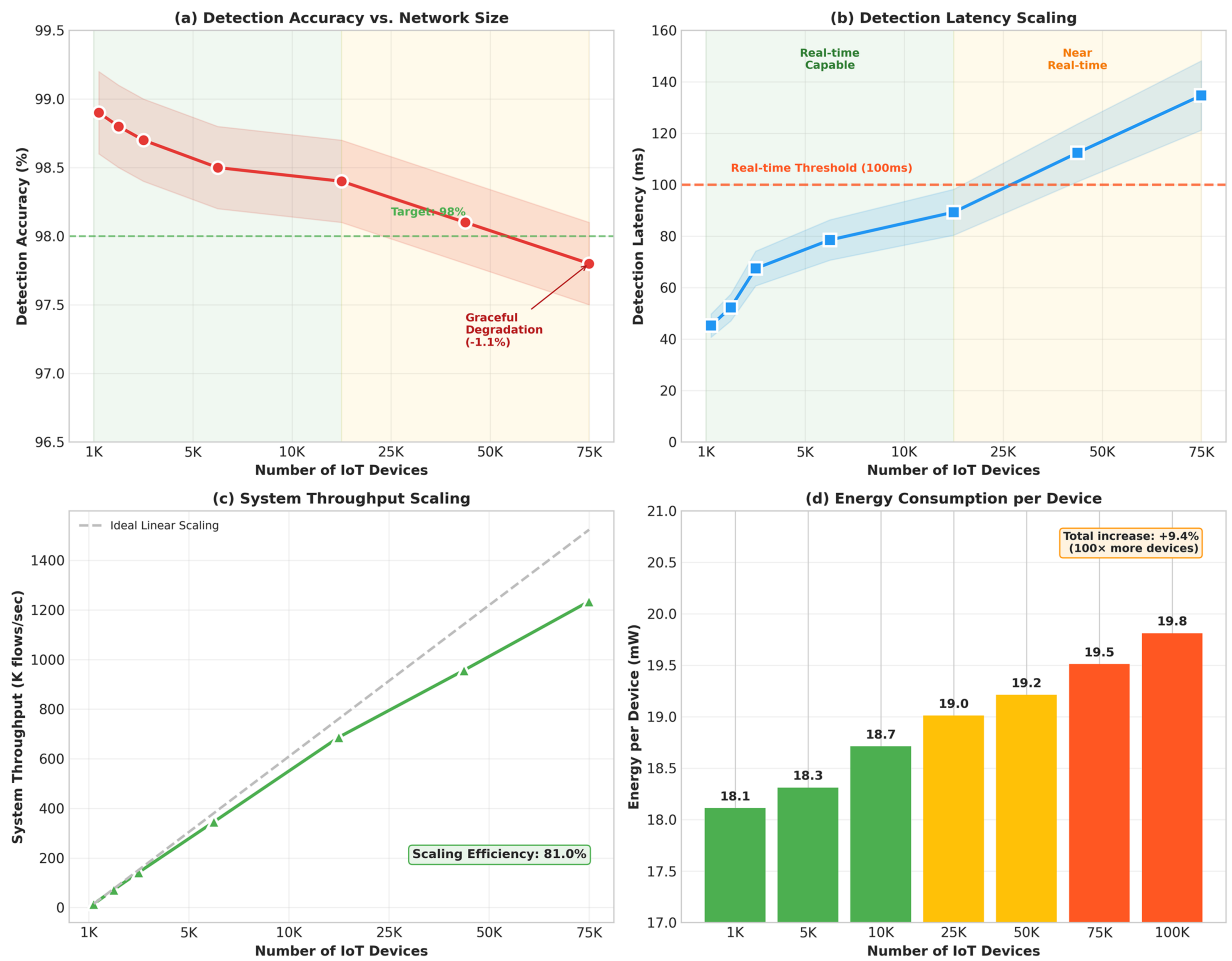 (a) Detection Accuracy vs. Network Size
99.5
99.0
98.5
98.0
97.5
97.0
96.5
Detection Accuracy (%)
Target: 98%
Graceful
Degradation
(-1.1%)
1K 5K 10K 25K 50K 75K
Number of IoT Devices
(b) Detection Latency Scaling
160
140
120
100
80
60
40
20
0
Detection Latency (ms)
Real-time
Capable
Near
Real-time
Real-time Threshold (100ms)
1K 5K 10K 25K 50K 75K
Number of IoT Devices
(c) System Throughput Scaling
Ideal Linear Scaling
1400
1200
1000
800
600
400
200
0
System Throughput (K flows/sec)
Scaling Efficiency: 81.0%
1K 5K 10K 25K 50K 75K
Number of IoT Devices
(d) Energy Consumption per Device
21.0
20.5
20.0
19.5
19.0
18.5
18.0
17.5
17.0
Energy per Device (mW)
Total increase: +9.4%
(100× more devices)
18.1 18.3 18.7 19.0 19.2 19.5 19.8
1K 5K 10K 25K 50K 75K 100K
Number of IoT Devices